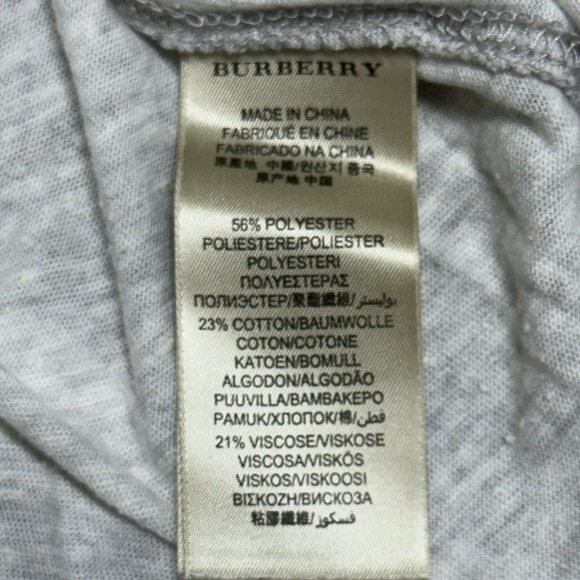 BURBERRY
MADE IN CHINA
FABRIQUÉ EN CHINE
FABRICADO NA CHINA
原產地 中國/원산지 중국
原产地 中国
56% POLYESTER
POLIESTERE/POLIESTER
POLYESTERI
ΠΟΛΥΕΣΤΕΡΑΣ
ПОЛИЭСТЕР/聚酯纖維/بوليستر
23% COTTON/BAUMWOLLE
COTON/COTONE
KATOEN/BOMULL
ALGODON/ALGODÃO
PUUVILLA/BAMBAKEPO
PAMUK/ХЛОПОК/棉/قطن
21% VISCOSE/VISKOSE
VISCOSA/VISKÓS
VISKOS/VISKOOSI
ΒΙΣΚΟΖΗ/ВИСКОЗА
粘膠纖維/فسكوز